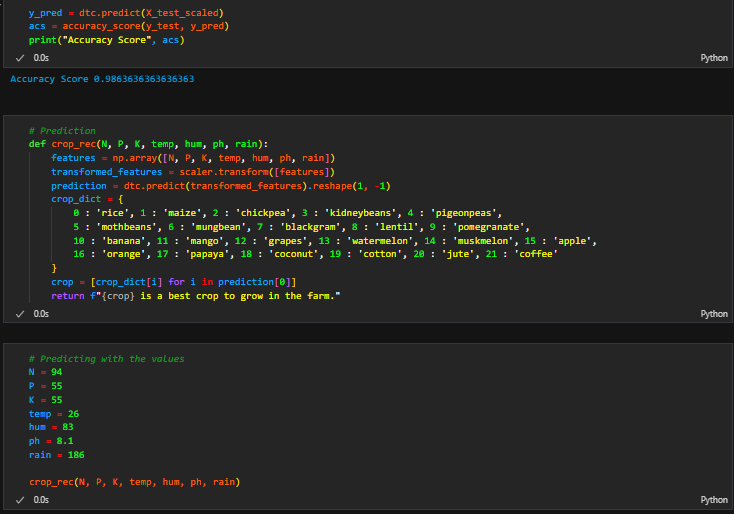 y_pred = dtc.predict(X_test_scaled)
acs = accuracy_score(y_test, y_pred)
print("Accuracy Score", acs)
✓ 0.0s Python
Accuracy Score 0.9863636363636363
# Prediction
def crop_rec(N, P, K, temp, hum, ph, rain):
features = np.array([N, P, K, temp, hum, ph, rain])
transformed_features = scaler.transform([features])
prediction = dtc.predict(transformed_features).reshape(1, -1)
crop_dict = {
0 : 'rice', 1 : 'maize', 2 : 'chickpea', 3 : 'kidneybeans', 4 : 'pigeonpeas',
5 : 'mothbeans', 6 : 'mungbean', 7 : 'blackgram', 8 : 'lentil', 9 : 'pomegranate',
10 : 'banana', 11 : 'mango', 12 : 'grapes', 13 : 'watermelon', 14 : 'muskmelon', 15 : 'apple',
16 : 'orange', 17 : 'papaya', 18 : 'coconut', 19 : 'cotton', 20 : 'jute', 21 : 'coffee'
}
crop = [crop_dict[i] for i in prediction[0]]
return f"{crop} is a best crop to grow in the farm."
✓ 0.0s Python
# Predicting with the values
N = 94
P = 55
K = 55
temp = 26
hum = 83
ph = 8.1
rain = 186
crop_rec(N, P, K, temp, hum, ph, rain)
✓ 0.0s Python